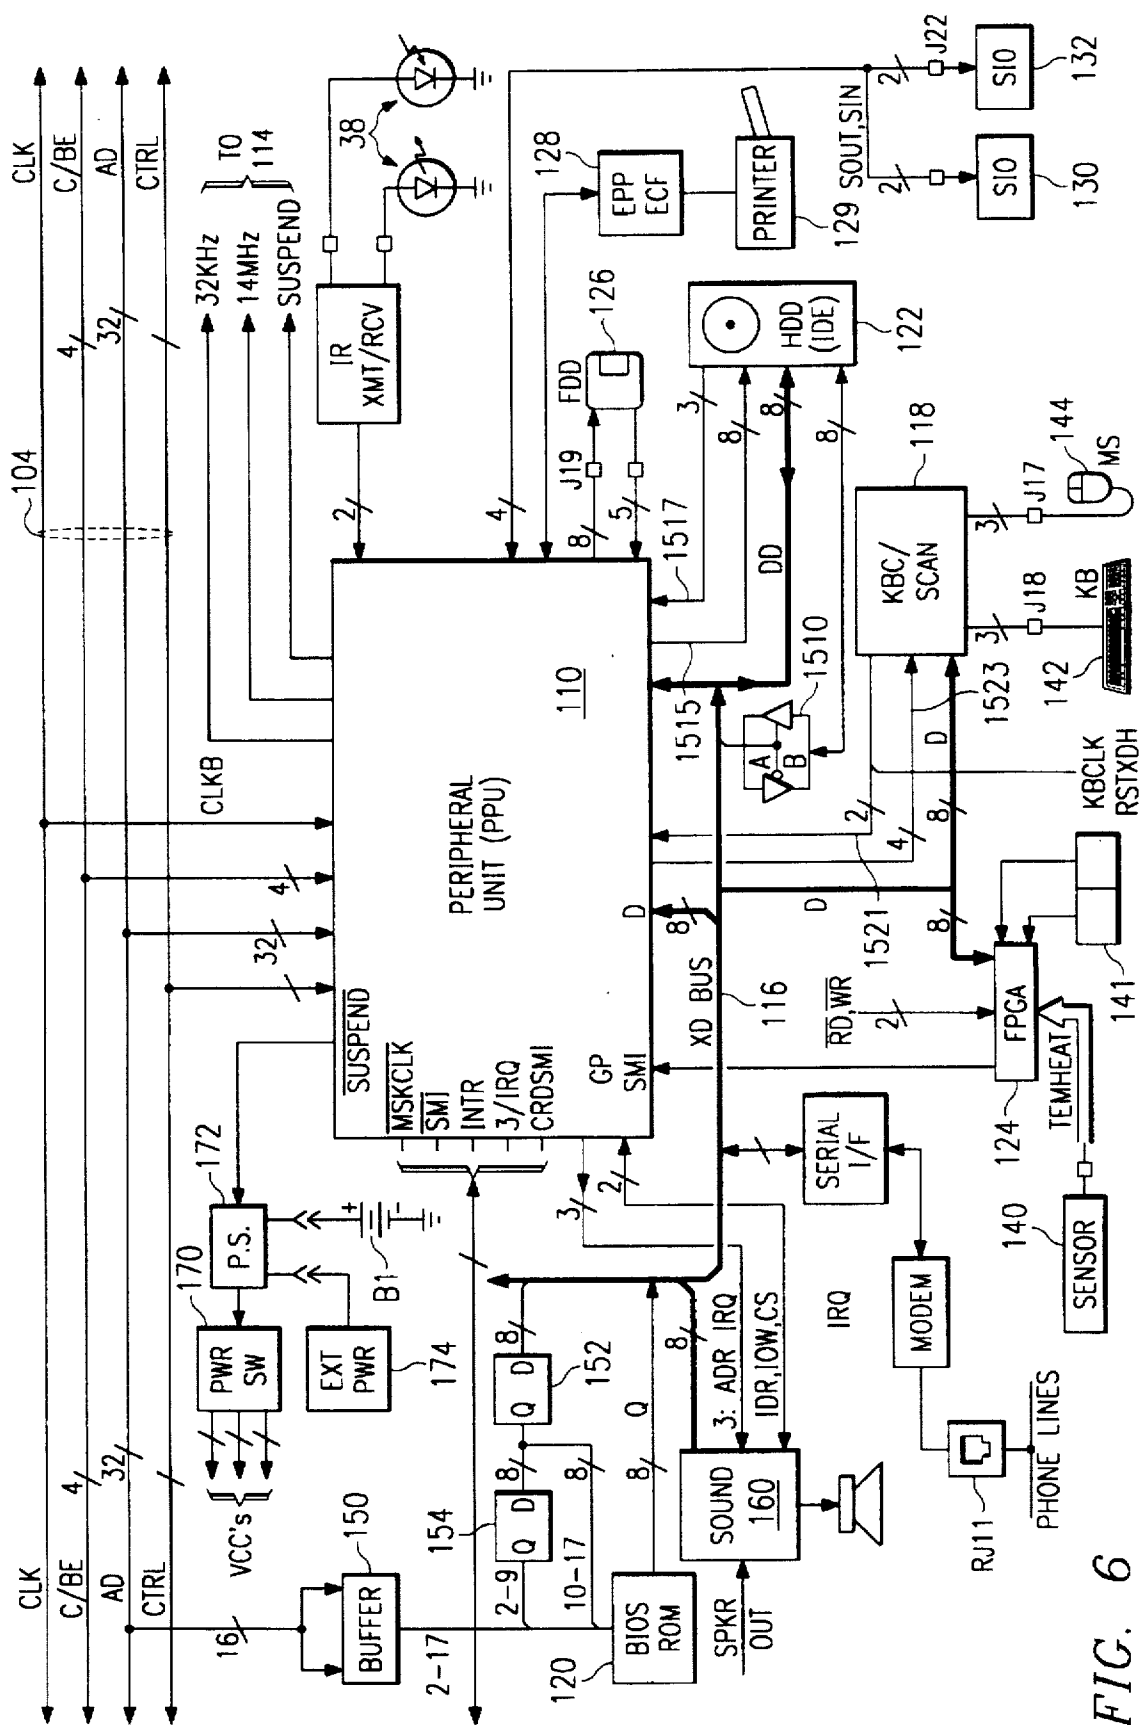 CLK
C/BE
AD
CTRL
16
4
32
2-17
BUFFER
150
VCC's
PWR
SW
170
P.S.
172
EXT
PWR
174
B1
+
-
SUSPEND
CLKB
4
32
104
CLK
C/BE
AD
CTRL
4
32
32KHz
14MHz
SUSPEND
TO
114
IR
XMT/RCV
2
38
PERIPHERAL
UNIT (PPU)
110
MSKCLK
SMI
INTR
3/IRQ
CRDSMI
GP
SMI
D
3
2
8
4
8
J19
5
FDD
126
EPP
ECF
128
PRINTER
129
SOUT,SIN
2
2
J22
SIO
130
SIO
132
1517
1515
3
8
8
8
DD
HDD
(IDE)
122
A
B
1510
154
Q D
8
Q D
8
152
2-9
10-17
8
BIOS
ROM
120
Q
8
8
XD BUS
116
D
SOUND
160
SPKR
OUT
3: ADR IRQ
IDR,IOW,CS
IRQ
SERIAL
I/F
MODEM
RJ11
PHONE LINES
RD,WR
2
1521
2
4
8
8
D
1523
KBC/
SCAN
118
3
3
J18
J17
KB
142
MS
144
KBCLK
RSTXDH
FPGA
124
141
TEMHEAT
SENSOR
140
FIG. 6